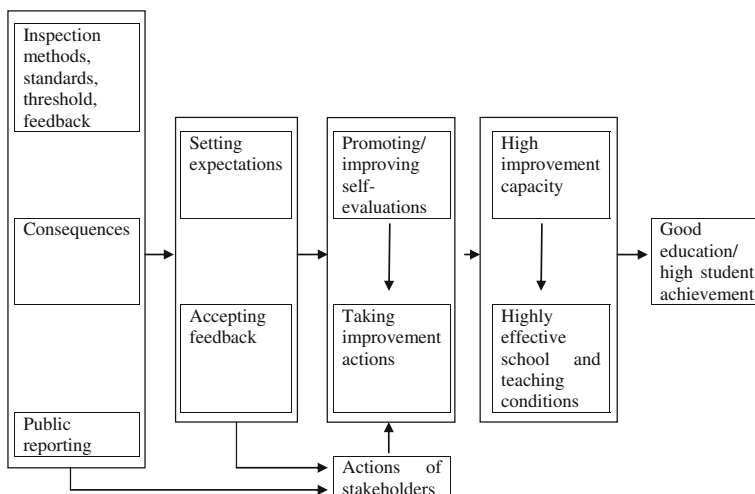 Inspection
methods,
standards,
threshold,
feedback
Consequences
Public
reporting
Setting
expectations
Accepting
feedback
Promoting/
improving
self-
evaluations
Taking
improvement
actions
Actions of
stakeholders
High
improvement
capacity
Highly
effective
school and
teaching
conditions
Good
education/
high student
achievement